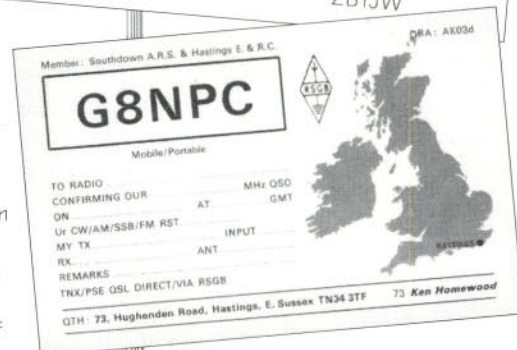 ZB1JW
Member: Southdown A.R.S. & Hastings E. & R.C.
QRA: AK03d
G8NPC
RSGB
Mobile/Portable
TO RADIO
CONFIRMING OUR MHz QSO
ON AT GMT
Ur CW/AM/SSB/FM RST
MY TX INPUT
RX ANT
REMARKS
TNX/PSE QSL DIRECT/VIA RSGB
HASTINGS
QTH: 73, Hughenden Road, Hastings, E. Sussex TN34 3TF 73 Ken Homewood